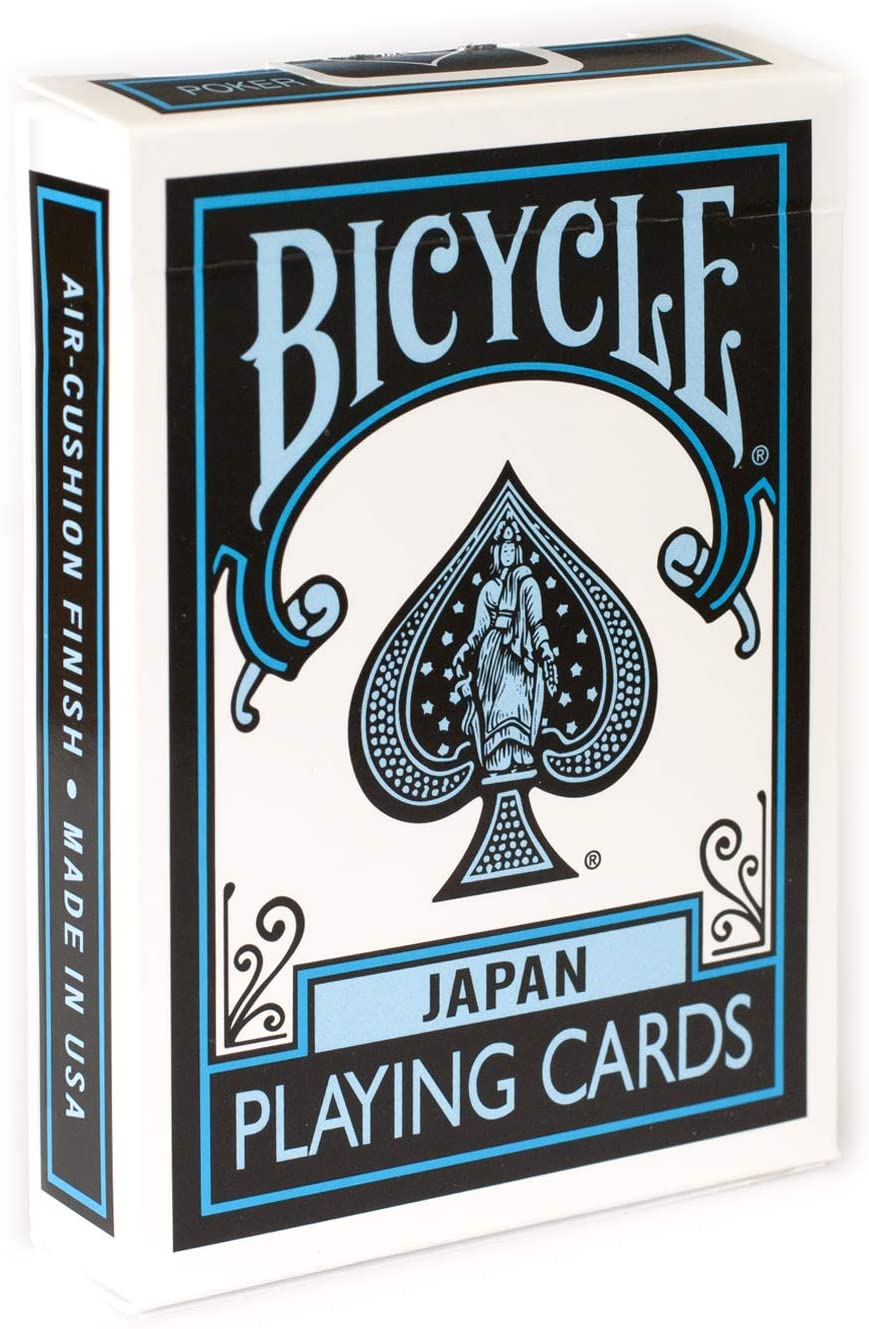 POKER
BICYCLE®
®
JAPAN
PLAYING CARDS
AIR-CUSHION FINISH • MADE IN USA